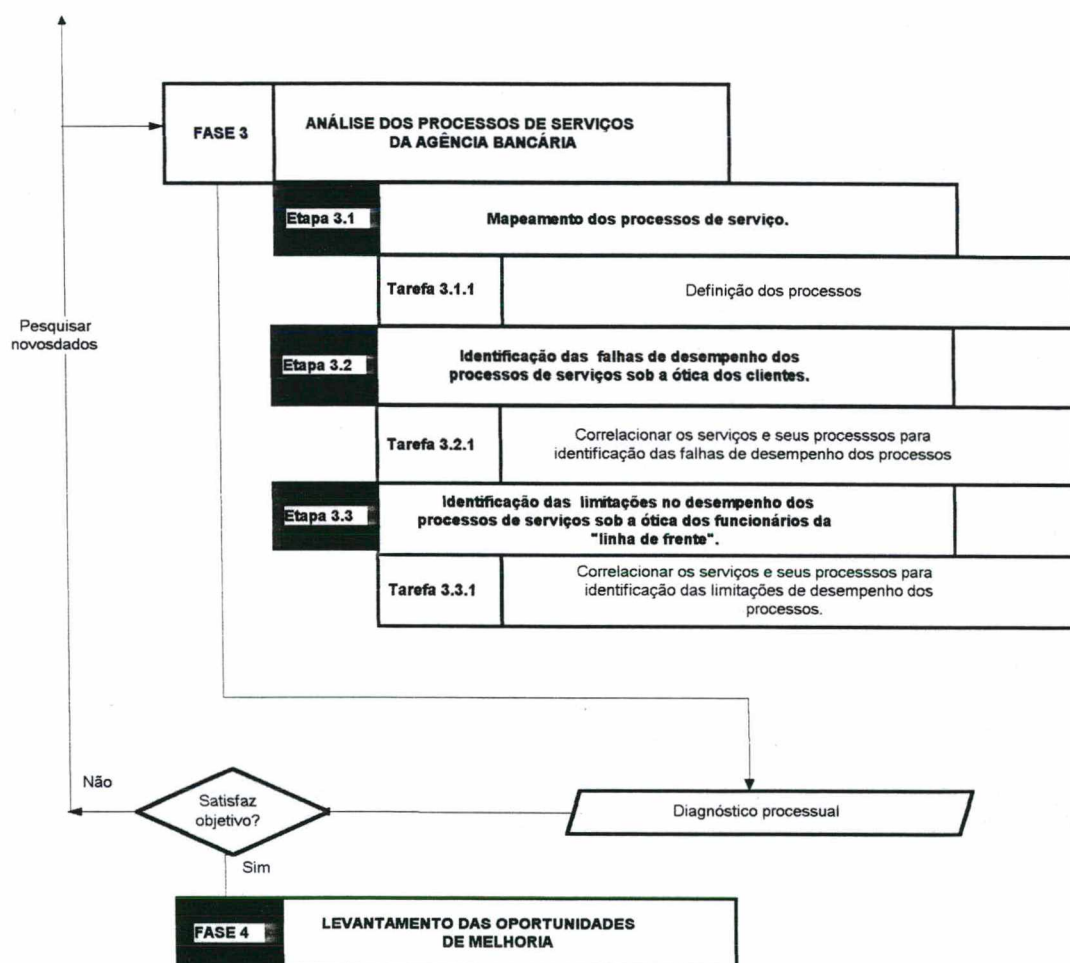 FASE 3
ANÁLISE DOS PROCESSOS DE SERVIÇOS
DA AGÊNCIA BANCÁRIA
Etapa 3.1
Mapeamento dos processos de serviço.
Tarefa 3.1.1
Definição dos processos
Pesquisar
novosdados
Etapa 3.2
Identificação das falhas de desempenho dos
processos de serviços sob a ótica dos clientes.
Tarefa 3.2.1
Correlacionar os serviços e seus processsos para
identificação das falhas de desempenho dos processos
Etapa 3.3
Identificação das limitações no desempenho dos
processos de serviços sob a ótica dos funcionários da
"linha de frente".
Tarefa 3.3.1
Correlacionar os serviços e seus processsos para
identificação das limitações de desempenho dos
processos.
Não
Satisfaz
objetivo?
Diagnóstico processual
Sim
FASE 4
LEVANTAMENTO DAS OPORTUNIDADES
DE MELHORIA